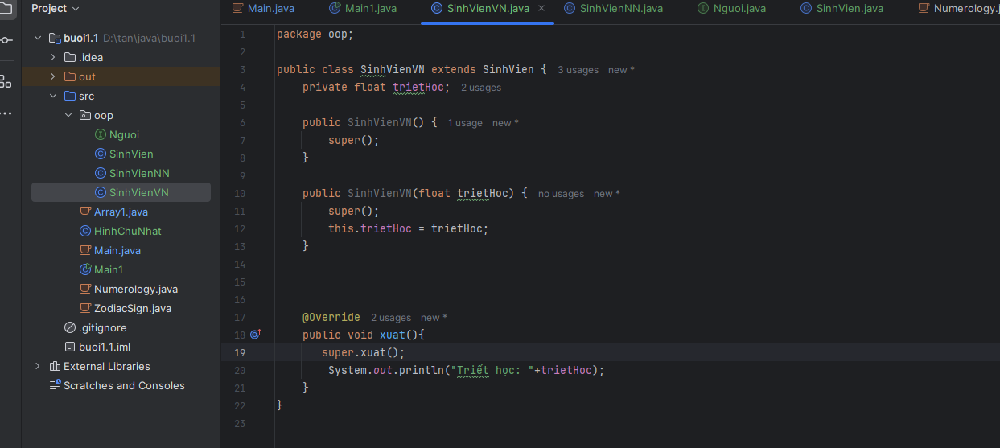 Project
Main.java
Main1.java
SinhVienVN.java
SinhVienNN.java
Nguoi.java
SinhVien.java
buoi1.1 D:\tan\java\buoi1.1
.idea
out
src
oop
Nguoi
SinhVien
SinhVienNN
SinhVienVN
Array1.java
HinhChuNhat
Main.java
Main1
Numerology.java
ZodiacSign.java
.gitignore
buoi1.1.iml
External Libraries
Scratches and Consoles
1 package oop;
2
3 public class SinhVienVN extends SinhVien { 3 usages new *
4 private float trietHoc; 2 usages
5
6 public SinhVienVN() { 1 usage new *
7 super();
8 }
9
10 public SinhVienVN(float trietHoc) { no usages new *
11 super();
12 this.trietHoc = trietHoc;
13 }
14
15
16
17 @Override 2 usages new *
18 public void xuat(){
19 super.xuat();
20 System.out.println("Triết học: "+trietHoc);
21 }
22 }
23